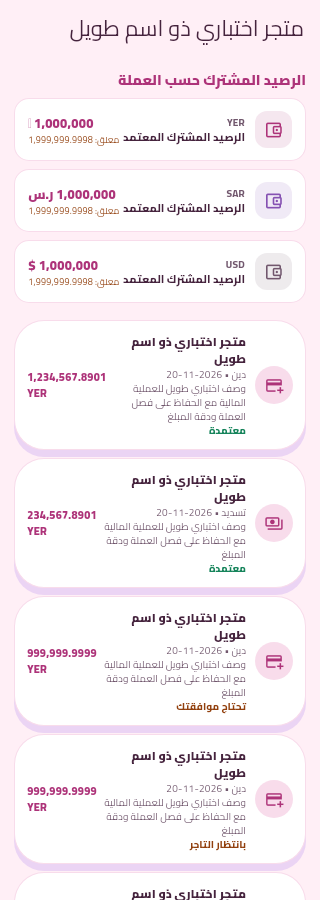 متجر اختباري ذو اسم طويل
الرصيد المشترك حسب العملة
YER
1,000,000
الرصيد المشترك المعتمد
معلق: 1,999,999.9998
SAR
1,000,000 ر.س
الرصيد المشترك المعتمد
معلق: 1,999,999.9998
USD
$ 1,000,000
الرصيد المشترك المعتمد
معلق: 1,999,999.9998
متجر اختباري ذو اسم
طويل
دين • 2026-11-20
وصف اختباري طويل للعملية
المالية مع الحفاظ على فصل
العملة ودقة المبلغ
معتمدة
1,234,567.8901
YER
متجر اختباري ذو اسم
طويل
تسديد • 2026-11-20
وصف اختباري طويل للعملية المالية
مع الحفاظ على فصل العملة ودقة
المبلغ
معتمدة
234,567.8901
YER
متجر اختباري ذو اسم
طويل
دين • 2026-11-20
وصف اختباري طويل للعملية المالية
مع الحفاظ على فصل العملة ودقة
المبلغ
تحتاج موافقتك
999,999.9999
YER
متجر اختباري ذو اسم
طويل
دين • 2026-11-20
وصف اختباري طويل للعملية المالية
مع الحفاظ على فصل العملة ودقة
المبلغ
بانتظار التاجر
999,999.9999
YER
متجر اختباري ذو اسم